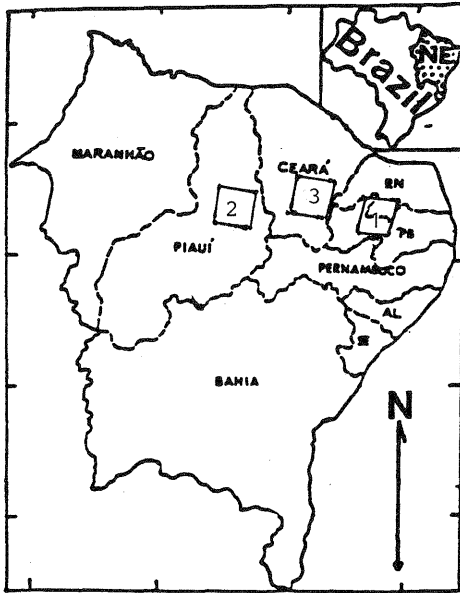 Brazil
NE
MARANHÃO
CEARÁ
RN
3
2
1
PB
PIAUÍ
PERNAMBUCO
AL
SE
BAHIA
N